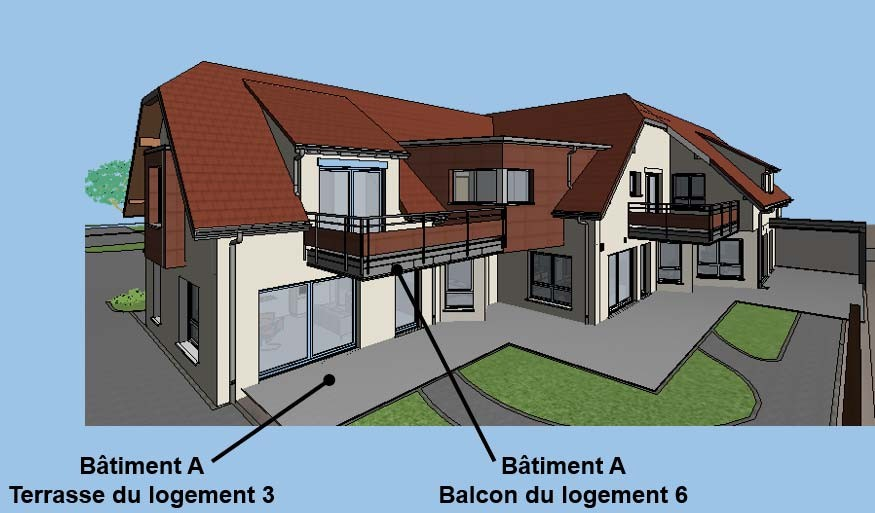 Bâtiment A
Terrasse du logement 3
Bâtiment A
Balcon du logement 6